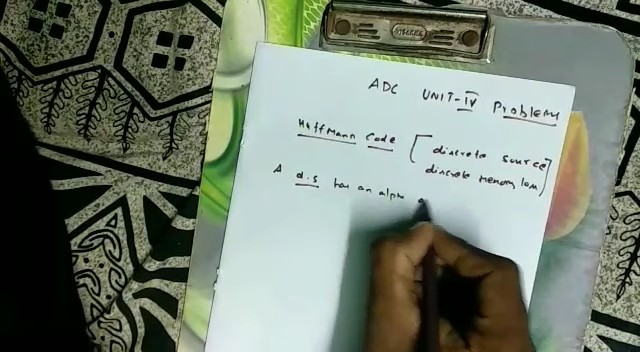 ADC UNIT-IV Problems
Huffmann Code [ discrete source
discrete memory less]
A d.s has an alpha